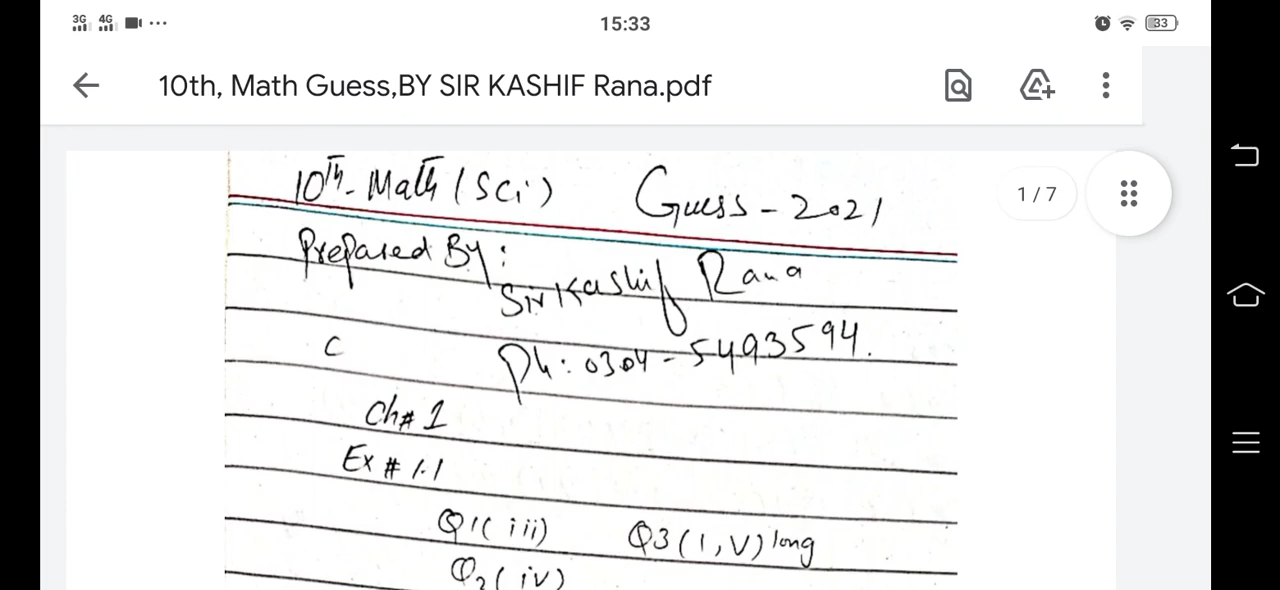 3G 4G 15:33 33
10th, Math Guess,BY SIR KASHIF Rana.pdf
10Th- Math (Sci) Guess - 2021
1 / 7
Prepared By:
Sir Kashif Rana
C
Ph: 0304 - 5493594.
Ch# 1
Ex # 1.1
Q1( iii) Q3 (1, V) long
Q2( iv)